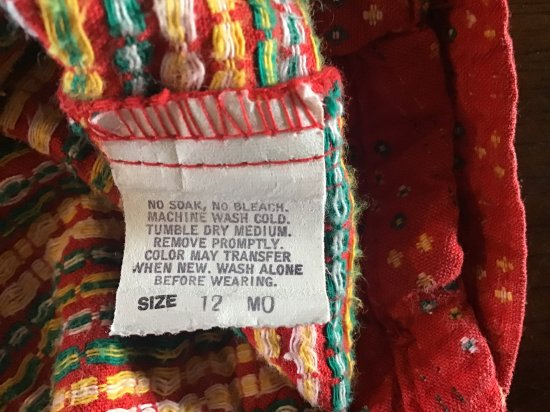 NO SOAK, NO BLEACH.
MACHINE WASH COLD.
TUMBLE DRY MEDIUM.
REMOVE PROMPTLY.
COLOR MAY TRANSFER
WHEN NEW. WASH ALONE
BEFORE WEARING.
SIZE 12 MO